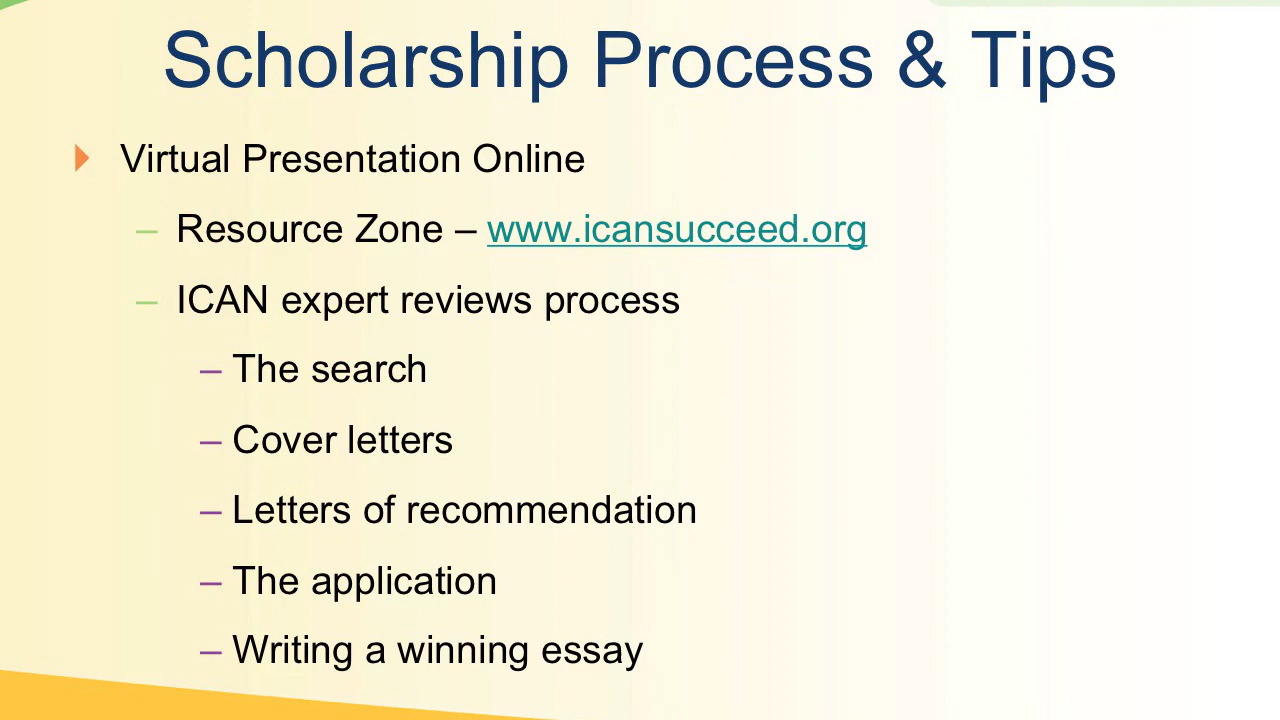 Scholarship Process & Tips
Virtual Presentation Online
– Resource Zone – www.icansucceed.org
– ICAN expert reviews process
– The search
– Cover letters
– Letters of recommendation
– The application
– Writing a winning essay